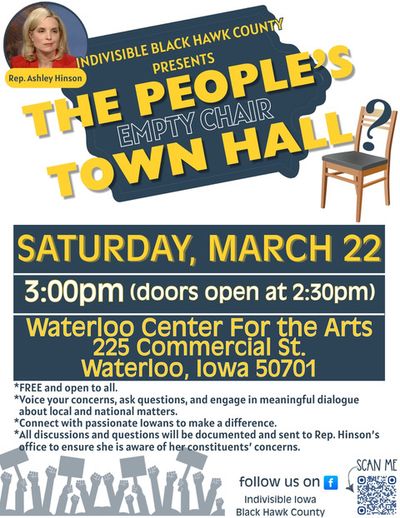 INDIVISIBLE BLACK HAWK COUNTY
PRESENTS
Rep. Ashley Hinson
THE PEOPLE'S
EMPTY CHAIR
TOWN HALL
?
SATURDAY, MARCH 22
3:00pm (doors open at 2:30pm)
Waterloo Center For the Arts
225 Commercial St.
Waterloo, Iowa 50701
*FREE and open to all.
*Voice your concerns, ask questions, and engage in meaningful dialogue
about local and national matters.
*Connect with passionate Iowans to make a difference.
*All discussions and questions will be documented and sent to Rep. Hinson's
office to ensure she is aware of her constituents' concerns.
SCAN ME
follow us on f
Indivisible Iowa
Black Hawk County